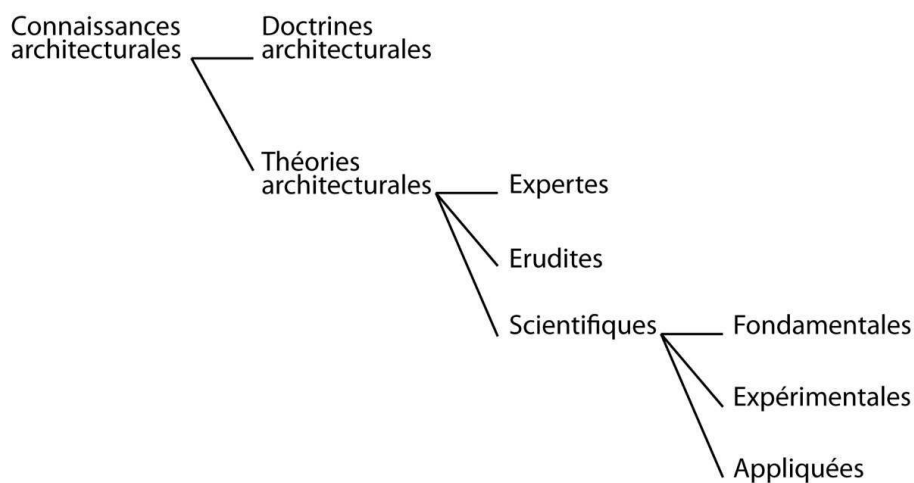 Connaissances
architecturales
Doctrines
architecturales
Théories
architecturales
Expertes
Erudites
Scientifiques
Fondamentales
Expérimentales
Appliquées